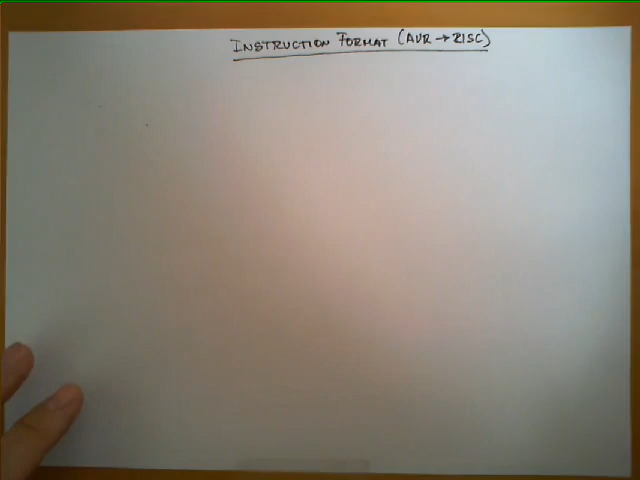 INSTRUCTION FORMAT (AVR → RISC)